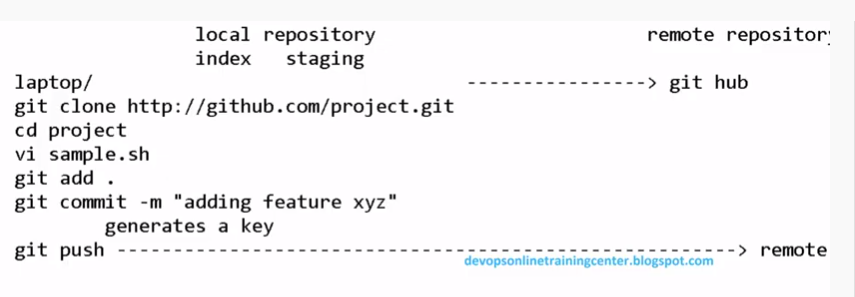 local repository remote repository
index staging
laptop/ ----------------> git hub
git clone http://github.com/project.git
cd project
vi sample.sh
git add .
git commit -m "adding feature xyz"
generates a key
git push -------------------------------------------------------> remote
devopsonlinetrainingcenter.blogspot.com